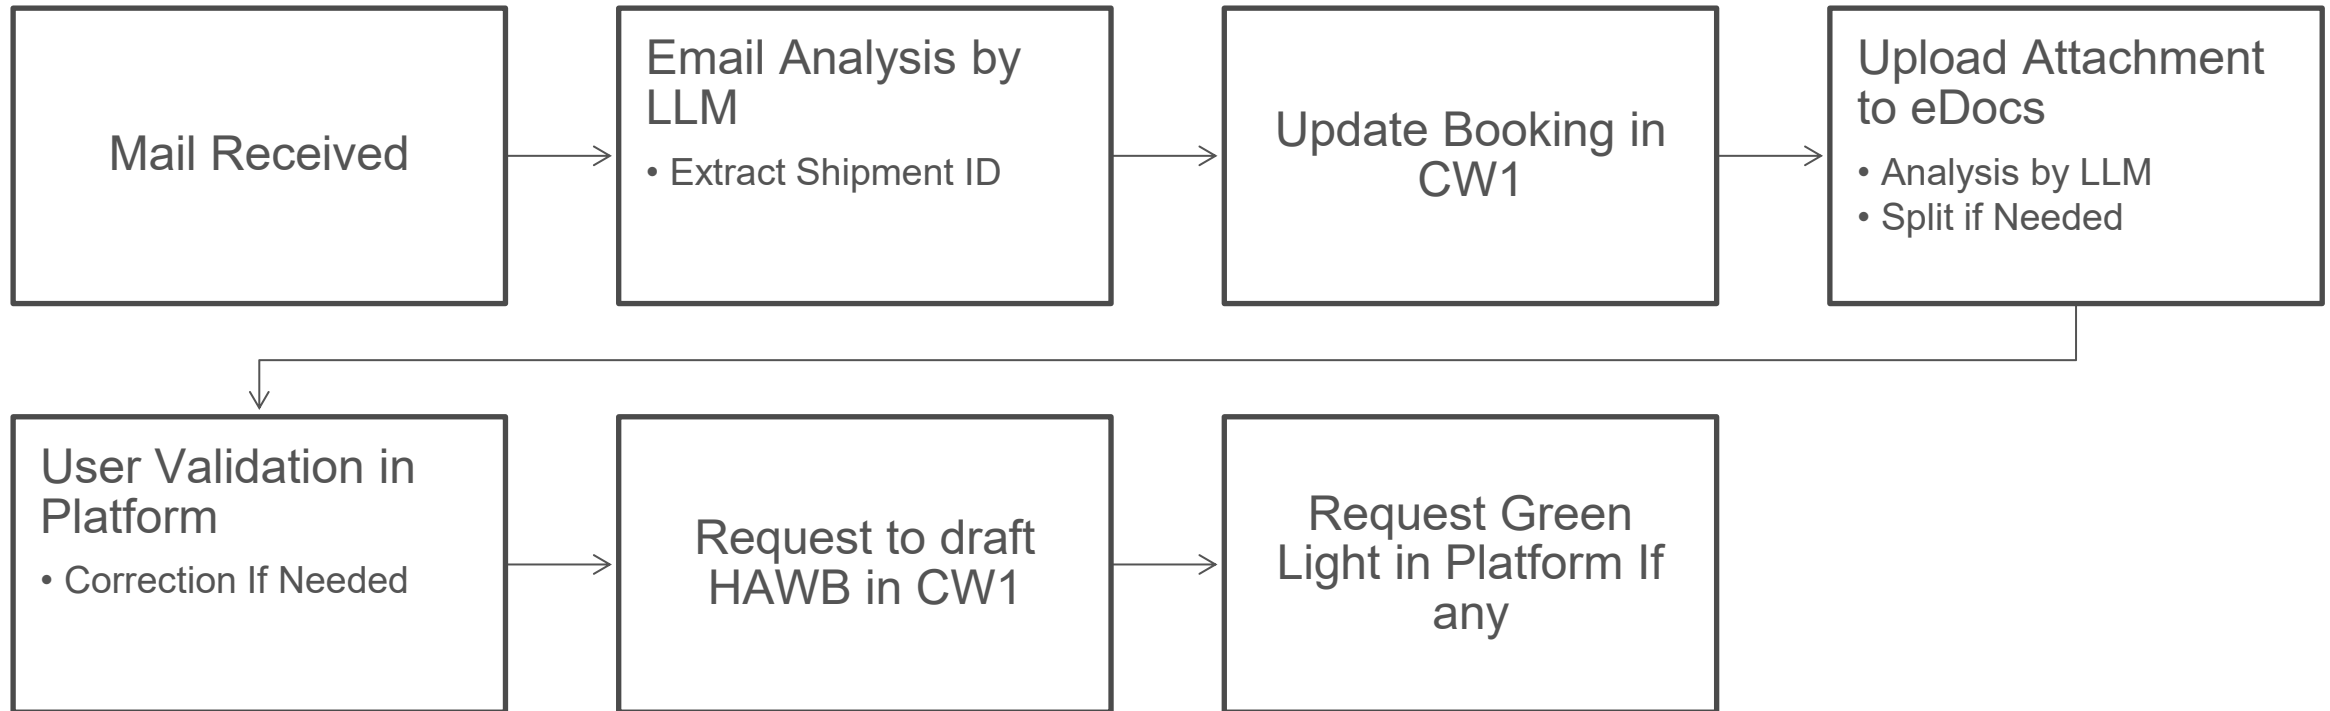 Mail Received
Email Analysis by
LLM
• Extract Shipment ID
Update Booking in
CW1
Upload Attachment
to eDocs
• Analysis by LLM
• Split if Needed
User Validation in
Platform
• Correction If Needed
Request to draft
HAWB in CW1
Request Green
Light in Platform If
any